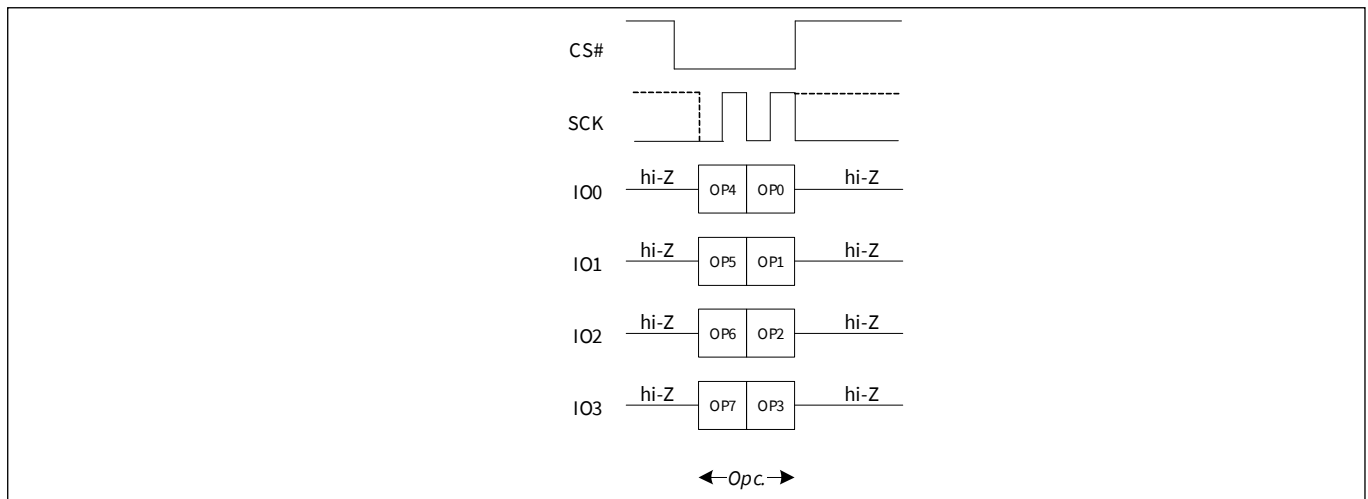 CS#
SCK
IO0 hi-Z OP4 OP0 hi-Z
IO1 hi-Z OP5 OP1 hi-Z
IO2 hi-Z OP6 OP2 hi-Z
IO3 hi-Z OP7 OP3 hi-Z
Opc.